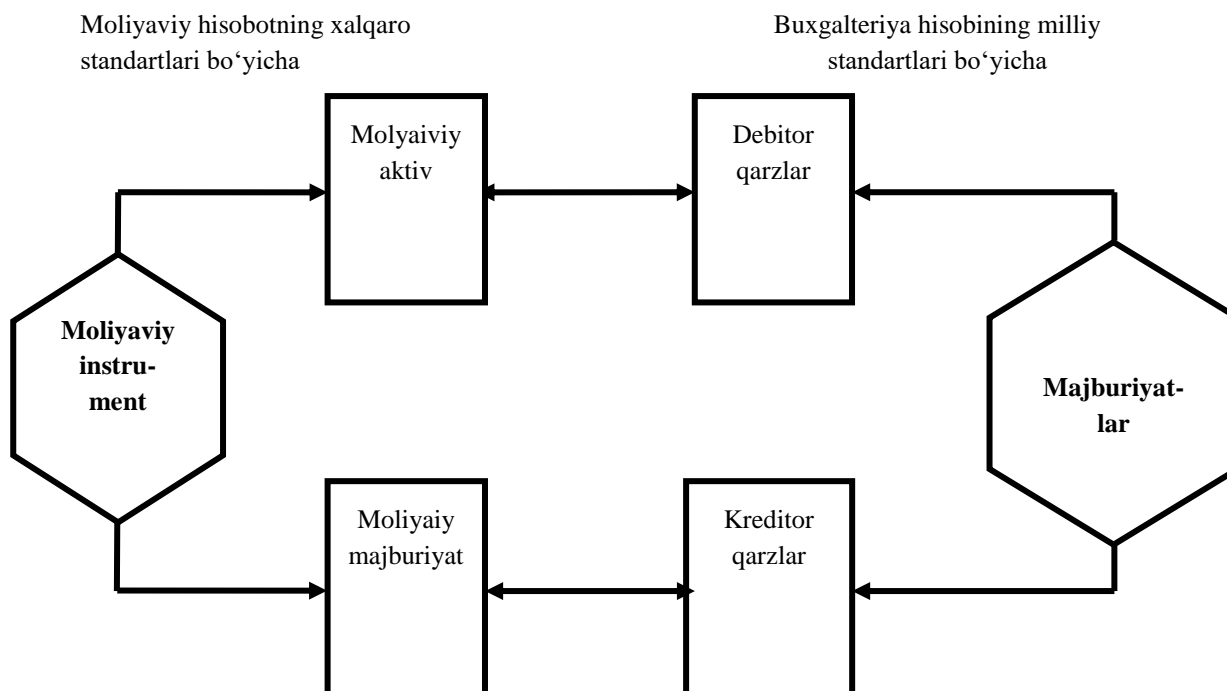 Moliyaviy hisobotning xalqaro
standartlari bo‘yicha
Buxgalteriya hisobining milliy
standartlari bo‘yicha
Molyaiviy
aktiv
Debitor
qarzlar
Moliyaviy
instru-
ment
Majburiyat-
lar
Moliyaiy
majburiyat
Kreditor
qarzlar